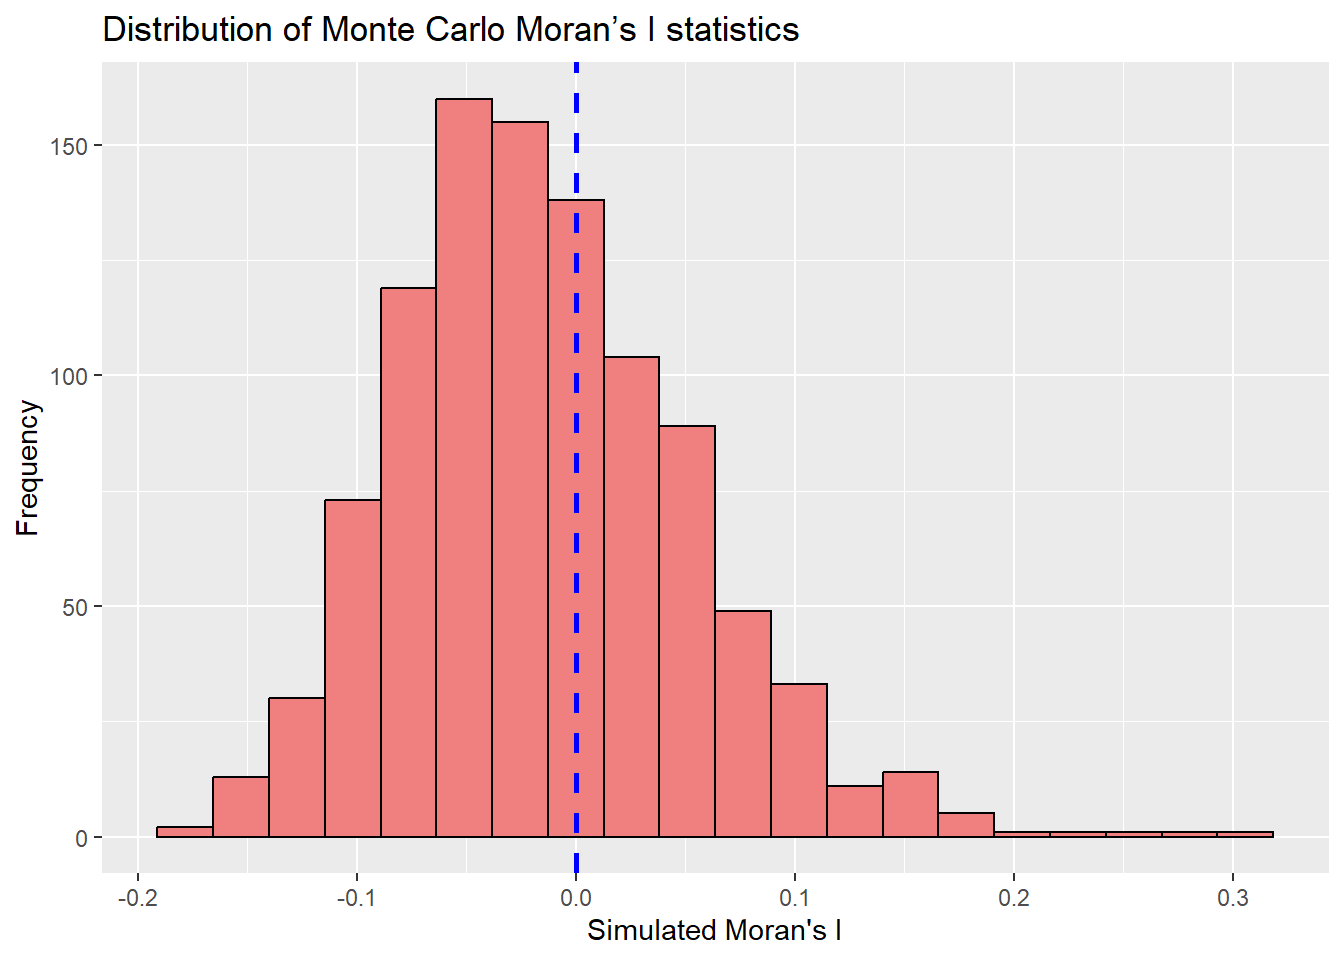 Distribution of Monte Carlo Moran’s I statistics
Frequency
150
100
50
0
-0.2 -0.1 0.0 0.1 0.2 0.3
Simulated Moran's I